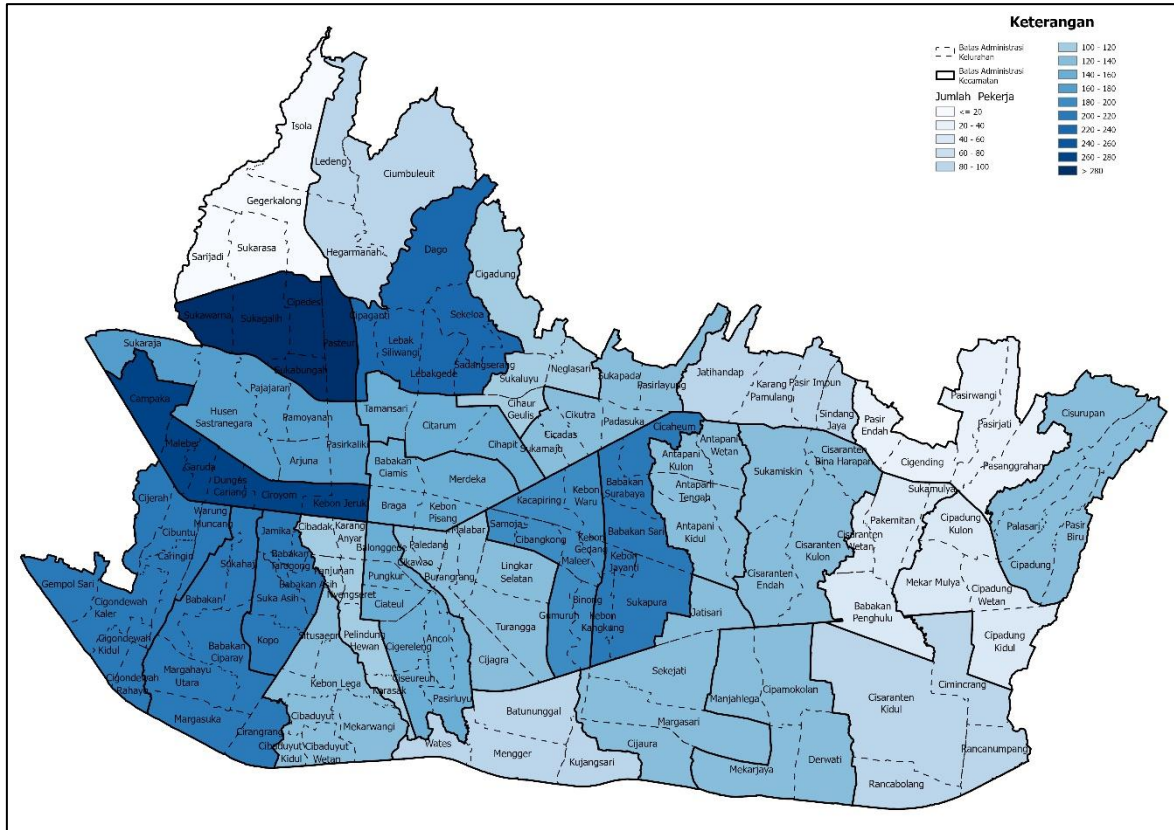 Keterangan
Batas Administrasi
Kelurahan
Batas Administrasi
Kecamatan
Jumlah Pekerja
<= 20
20 - 40
40 - 60
60 - 80
80 - 100
100 - 120
120 - 140
140 - 160
160 - 180
180 - 200
200 - 220
220 - 240
240 - 260
260 - 280
> 280
Isola
Ledeng
Ciumbuleuit
Gegerkalong
Sukarasa
Sarijadi
Hegarmanah
Dago
Cigadung
Sukawarna
Sukagalih
Cipedes
Pasteur
Sukabungah
Cipaganti
Lebak
Siliwangi
Sekeloa
Lebakgede
Sadangserang
Sukaluyu
Neglasari
Sukaraja
Campaka
Husen
Sastranegara
Pajajaran
Pamoyanan
Arjuna
Pasirkaliki
Tamansari
Citarum
Cihapit
Cihaur
Geulis
Cicadas
Sukamaju
Cikutra
Sukapada
Pasirlayung
Padasuka
Cicaheum
Jatihandap
Karang
Pamulang
Pasir Impun
Sindang
Jaya
Pasir
Endah
Cigending
Pasirwangi
Pasirjati
Pasanggrahan
Cisurupan
Palasari
Pasir
Biru
Cipadung
Maleber
Garuda
Dungus
Cariang
Ciroyom
Kebon Jeruk
Babakan
Ciamis
Merdeka
Braga
Kebon
Pisang
Kacapiring
Kebon
Waru
Babakan
Surabaya
Antapani
Kulon
Antapani
Wetan
Antapani
Tengah
Antapani
Kidul
Sukamiskin
Cisaranten
Bina Harapan
Cisaranten
Kulon
Cisaranten
Endah
Cisaranten
Wetan
Pakemitan
Sukamulya
Cipadung
Kulon
Mekar Mulya
Cipadung
Wetan
Cipadung
Kidul
Babakan
Penghulu
Cijerah
Cibuntu
Warung
Muncang
Caringin
Gempol Sari
Cigondewah
Kaler
Cigondewah
Kidul
Cigondewah
Rahayu
Sukahaji
Babakan
Babakan
Ciparay
Margahayu
Utara
Margasuka
Cirangrang
Jamika
Babakan
Tarogong
Babakan Asih
Suka Asih
Kopo
Cibadak
Karang
Anyar
Panjunan
Nyengseret
Situsaeur
Pelindung
Hewan
Karasak
Kebon Lega
Cibaduyut
Cibaduyut
Kidul
Cibaduyut
Wetan
Mekarwangi
Balonggede
Pungkur
Ciateul
Cigereleng
Ciseureuh
Pasirluyu
Ancol
Paledang
Cikawao
Burangrang
Malabar
Samoja
Cibangkong
Kebon
Gedang
Maleer
Gumuruh
Binong
Kebon
Kangkung
Babakan Sari
Kebon
Jayanti
Sukapura
Lingkar
Selatan
Turangga
Cijagra
Jatisari
Wates
Batununggal
Mengger
Kujangsari
Sekejati
Margasari
Cijaura
Manjahlega
Cipamokolan
Mekarjaya
Derwati
Cisaranten
Kidul
Cimincrang
Rancanumpang
Rancabolang